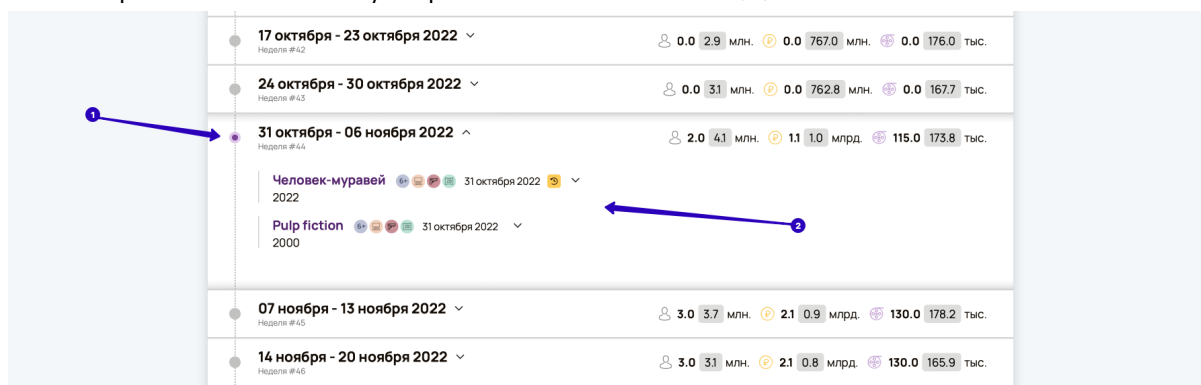 17 октября - 23 октября 2022 0.0 2.9 млн. 0.0 767.0 млн. 0.0 176.0 тыс.
Неделя #42
24 октября - 30 октября 2022 0.0 3.1 млн. 0.0 762.8 млн. 0.0 167.7 тыс.
Неделя #43
1
31 октября - 06 ноября 2022 2.0 4.1 млн. 1.1 1.0 млрд. 115.0 173.8 тыс.
Неделя #44
Человек-муравей 6+ 31 октября 2022
2022
2
Pulp fiction 6+ 31 октября 2022
2000
07 ноября - 13 ноября 2022 3.0 3.7 млн. 2.1 0.9 млрд. 130.0 178.2 тыс.
Неделя #45
14 ноября - 20 ноября 2022 3.0 3.1 млн. 2.1 0.8 млрд. 130.0 165.9 тыс.
Неделя #46